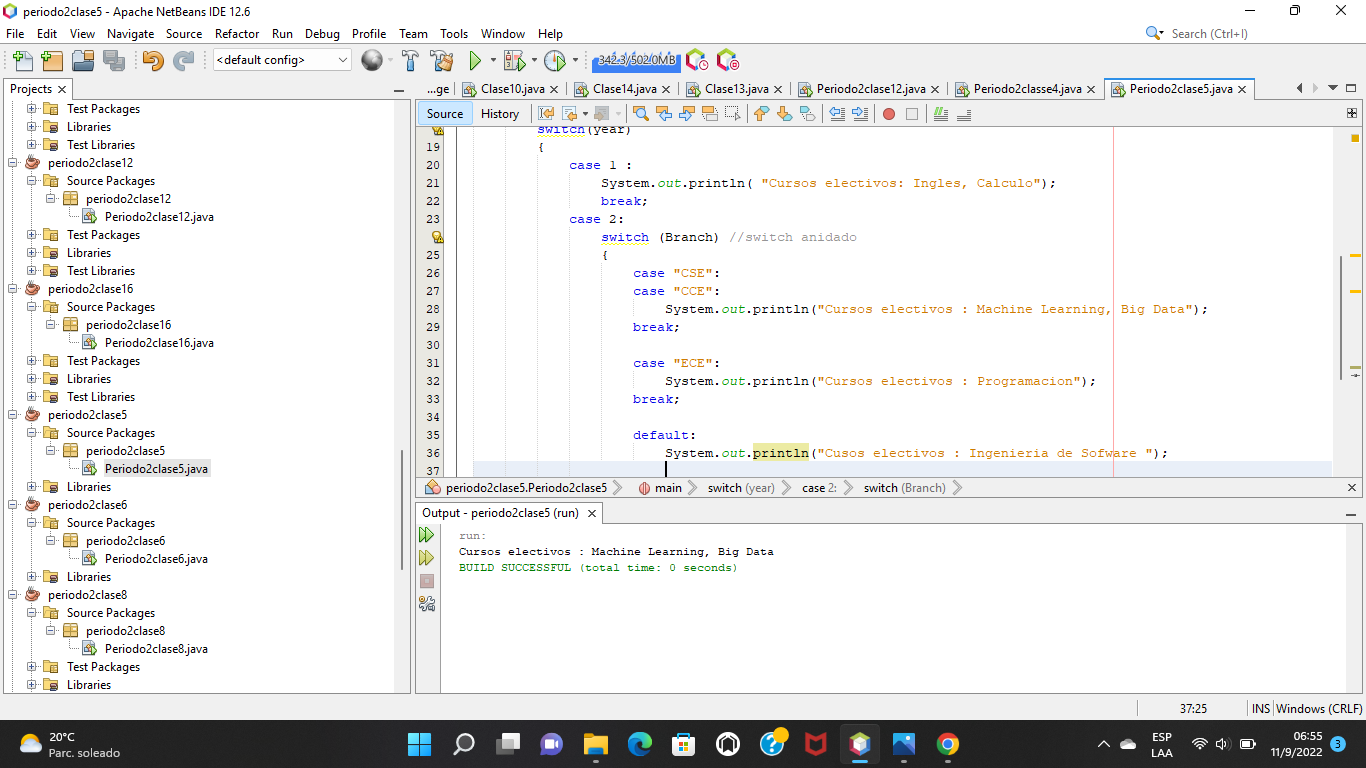 periodo2clase5 - Apache NetBeans IDE 12.6
File Edit View Navigate Source Refactor Run Debug Profile Team Tools Window Help
Search (Ctrl+I)
<default config>
342.3/502.0MB
Projects
...ge Clase10.java Clase14.java Clase13.java Periodo2clase12.java Periodo2classe4.java Periodo2clase5.java
Source History
Test Packages
Libraries
Test Libraries
periodo2clase12
Source Packages
periodo2clase12
Periodo2clase12.java
Test Packages
Libraries
Test Libraries
periodo2clase16
Source Packages
periodo2clase16
Periodo2clase16.java
Test Packages
Libraries
Test Libraries
periodo2clase5
Source Packages
periodo2clase5
Periodo2clase5.java
Libraries
periodo2clase6
Source Packages
periodo2clase6
Periodo2clase6.java
Libraries
periodo2clase8
Source Packages
periodo2clase8
Periodo2clase8.java
Test Packages
Libraries
switch(year)
19 {
20 case 1 :
21 System.out.println( "Cursos electivos: Ingles, Calculo");
22 break;
23 case 2:
switch (Branch) //switch anidado
25 {
26 case "CSE":
27 case "CCE":
28 System.out.println("Cursos electivos : Machine Learning, Big Data");
29 break;
30
31 case "ECE":
32 System.out.println("Cursos electivos : Programacion");
33 break;
34
35 default:
36 System.out.println("Cusos electivos : Ingenieria de Sofware ");
37
periodo2clase5.Periodo2clase5 main switch (year) case 2: switch (Branch)
Output - periodo2clase5 (run)
run:
Cursos electivos : Machine Learning, Big Data
BUILD SUCCESSFUL (total time: 0 seconds)
37:25 INS Windows (CRLF)
20°C
Parc. soleado
ESP
LAA
06:55
11/9/2022
3